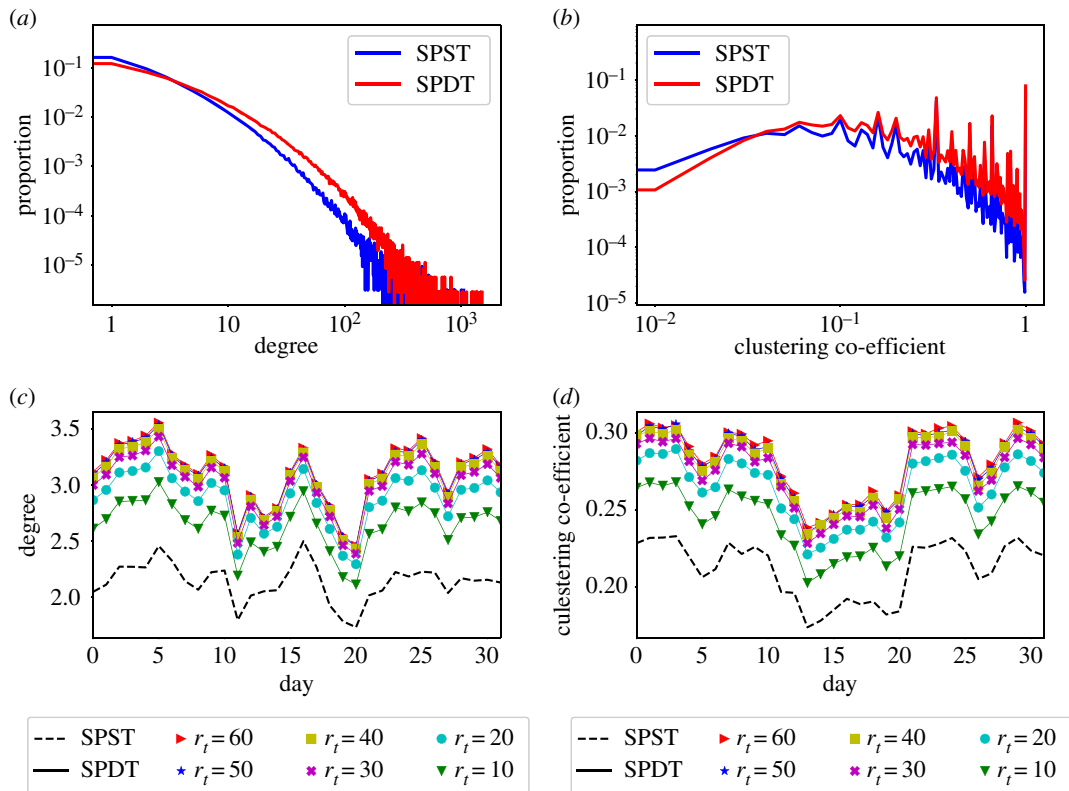 (a)
SPST
SPDT
10⁻¹
10⁻²
10⁻³
10⁻⁴
10⁻⁵
proportion
1 10 10² 10³
degree
(b)
SPST
SPDT
10⁻¹
10⁻²
10⁻³
10⁻⁴
10⁻⁵
proportion
10⁻² 10⁻¹ 1
clustering co-efficient
(c)
3.5
3.0
2.5
2.0
degree
0 5 10 15 20 25 30
day
(d)
0.30
0.25
0.20
culestering co-efficient
0 5 10 15 20 25 30
day
SPST r_t = 60 r_t = 40 r_t = 20
SPDT r_t = 50 r_t = 30 r_t = 10
SPST r_t = 60 r_t = 40 r_t = 20
SPDT r_t = 50 r_t = 30 r_t = 10